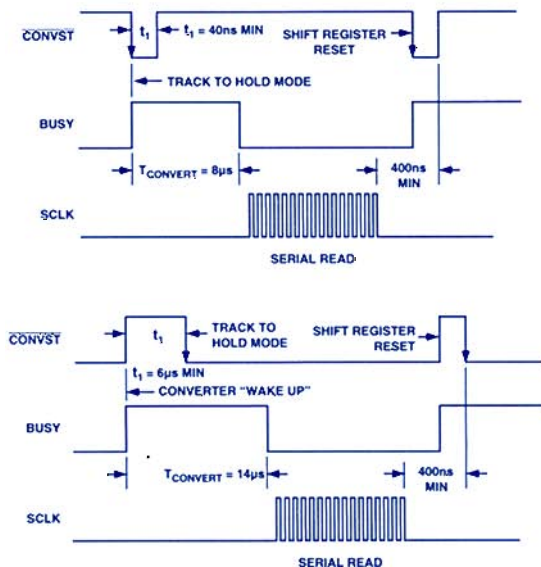 CONVST
t₁
t₁ = 40ns MIN
SHIFT REGISTER
RESET
TRACK TO HOLD MODE
BUSY
T CONVERT = 8µs
400ns
MIN
SCLK
SERIAL READ
CONVST
t₁
TRACK TO
HOLD MODE
SHIFT REGISTER
RESET
t₁ = 6µs MIN
CONVERTER "WAKE UP"
BUSY
T CONVERT = 14µs
400ns
MIN
SCLK
SERIAL READ